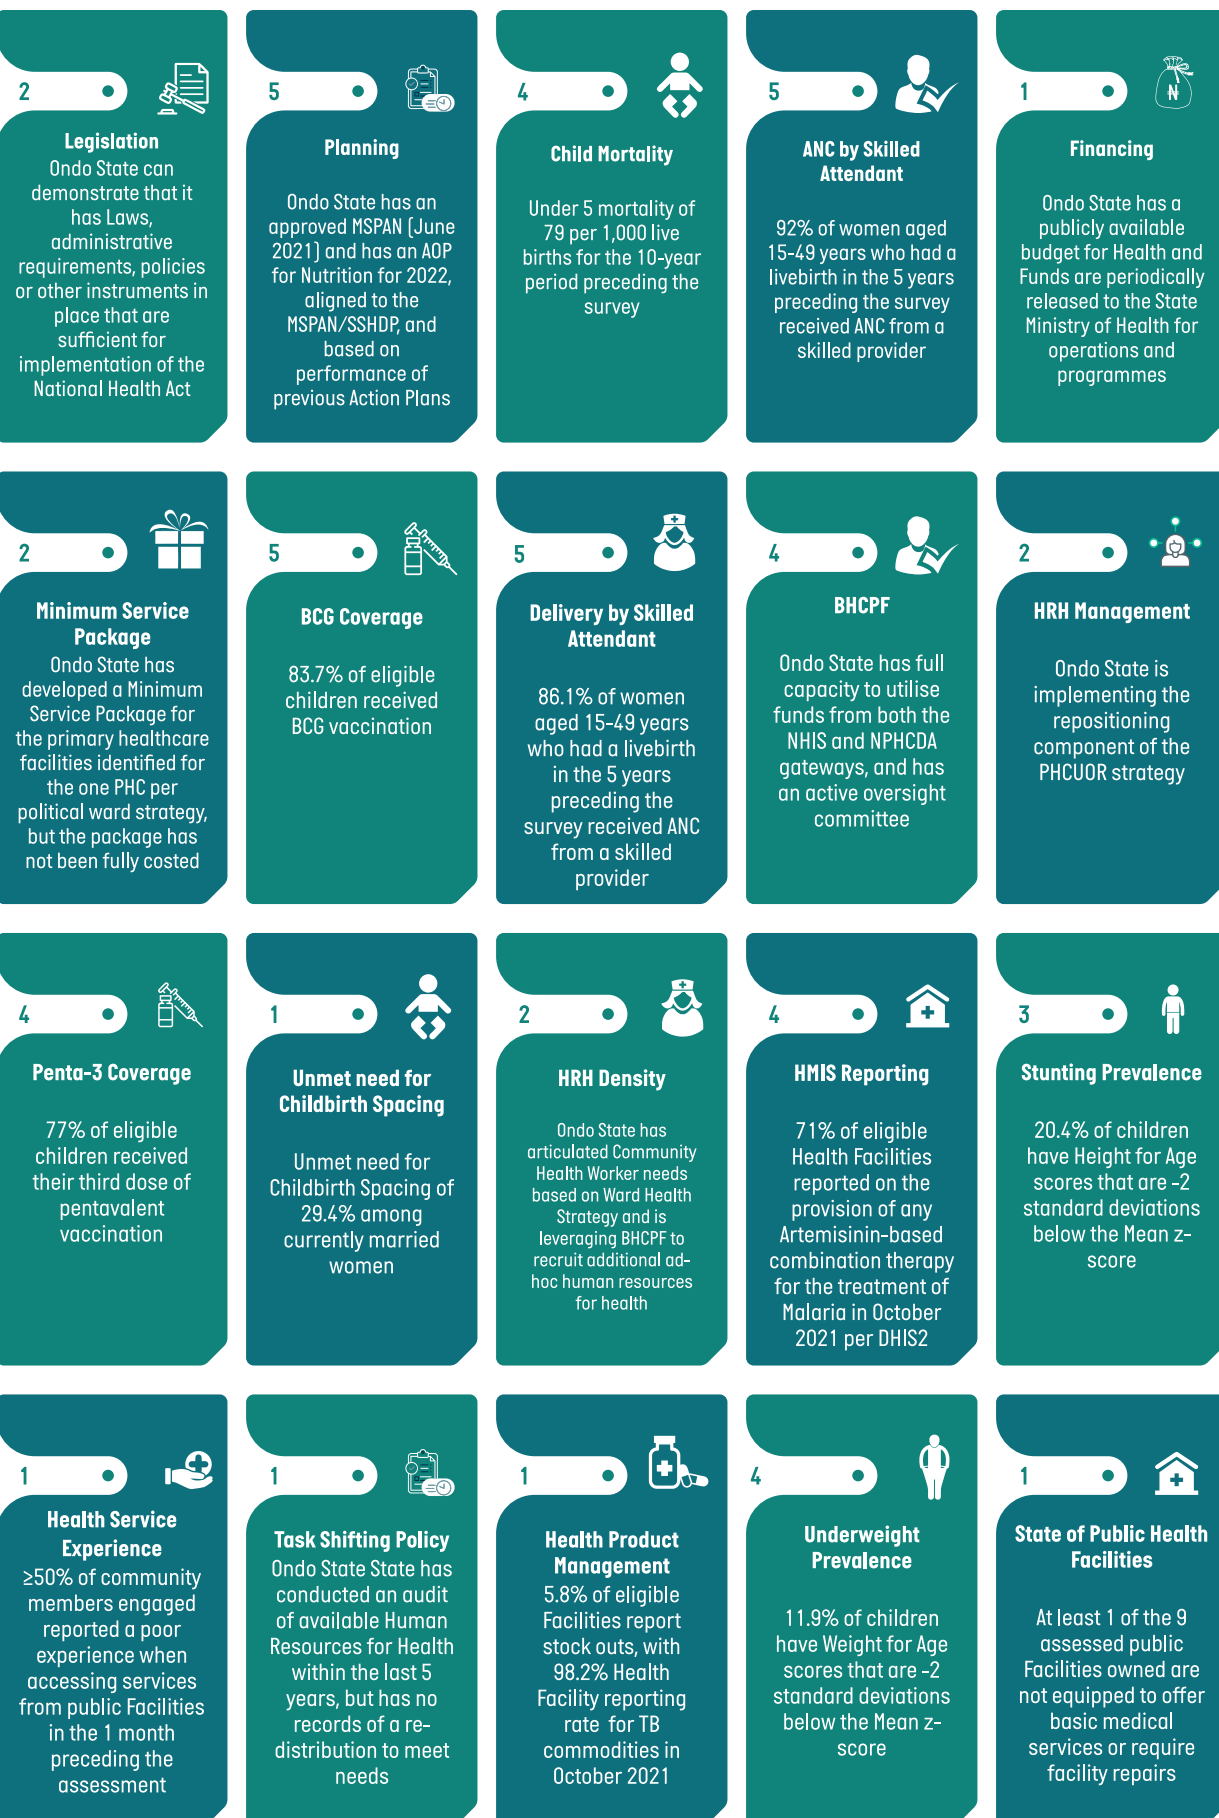 2
Legislation
Ondo State can
demonstrate that it
has Laws,
administrative
requirements, policies
or other instruments in
place that are
sufficient for
implementation of the
National Health Act
5
Planning
Ondo State has an
approved MSPAN (June
2021) and has an AOP
for Nutrition for 2022,
aligned to the
MSPAN/SSHDP, and
based on
performance of
previous Action Plans
4
Child Mortality
Under 5 mortality of
79 per 1,000 live
births for the 10-year
period preceding the
survey
5
ANC by Skilled
Attendant
92% of women aged
15-49 years who had a
livebirth in the 5 years
preceding the survey
received ANC from a
skilled provider
1
₦
Financing
Ondo State has a
publicly available
budget for Health and
Funds are periodically
released to the State
Ministry of Health for
operations and
programmes
2
Minimum Service
Package
Ondo State has
developed a Minimum
Service Package for
the primary healthcare
facilities identified for
the one PHC per
political ward strategy,
but the package has
not been fully costed
5
BCG Coverage
83.7% of eligible
children received
BCG vaccination
5
Delivery by Skilled
Attendant
86.1% of women
aged 15-49 years
who had a livebirth
in the 5 years
preceding the
survey received ANC
from a skilled
provider
4
BHCPF
Ondo State has full
capacity to utilise
funds from both the
NHIS and NPHCDA
gateways, and has
an active oversight
committee
2
HRH Management
Ondo State is
implementing the
repositioning
component of the
PHCUOR strategy
4
Penta-3 Coverage
77% of eligible
children received
their third dose of
pentavalent
vaccination
1
Unmet need for
Childbirth Spacing
Unmet need for
Childbirth Spacing of
29.4% among
currently married
women
2
HRH Density
Ondo State has
articulated Community
Health Worker needs
based on Ward Health
Strategy and is
leveraging BHCPF to
recruit additional ad-
hoc human resources
for health
4
HMIS Reporting
71% of eligible
Health Facilities
reported on the
provision of any
Artemisinin-based
combination therapy
for the treatment of
Malaria in October
2021 per DHIS2
3
Stunting Prevalence
20.4% of children
have Height for Age
scores that are -2
standard deviations
below the Mean z-
score
1
Health Service
Experience
≥50% of community
members engaged
reported a poor
experience when
accessing services
from public Facilities
in the 1 month
preceding the
assessment
1
Task Shifting Policy
Ondo State State has
conducted an audit
of available Human
Resources for Health
within the last 5
years, but has no
records of a re-
distribution to meet
needs
1
Health Product
Management
5.8% of eligible
Facilities report
stock outs, with
98.2% Health
Facility reporting
rate for TB
commodities in
October 2021
4
Underweight
Prevalence
11.9% of children
have Weight for Age
scores that are -2
standard deviations
below the Mean z-
score
1
State of Public Health
Facilities
At least 1 of the 9
assessed public
Facilities owned are
not equipped to offer
basic medical
services or require
facility repairs